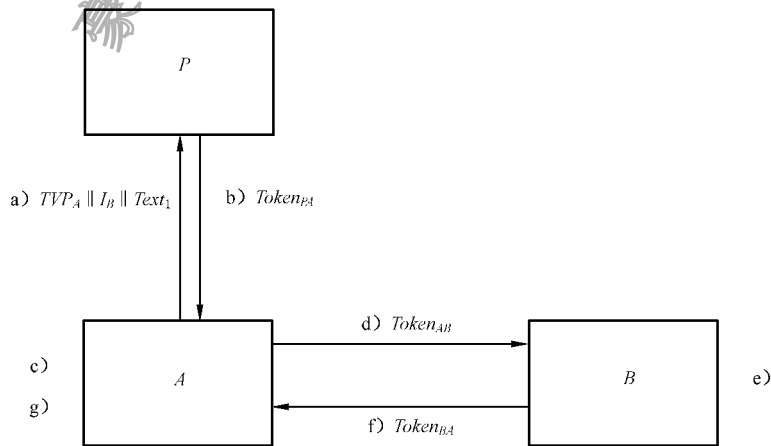 P
a) TVP_A ‖ I_B ‖ Text_1
b) Token_PA
d) Token_AB
c)
A
B
e)
g)
f) Token_BA